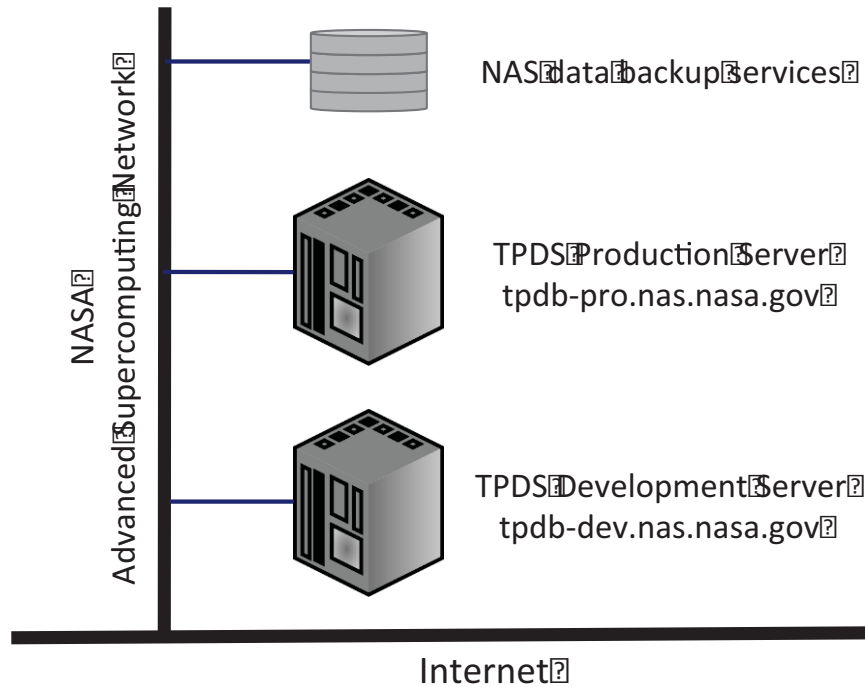 NAS data backup services
TPDS Production Server
tpdb-pro.nas.nasa.gov
TPDS Development Server
tpdb-dev.nas.nasa.gov
NASA
Advanced Supercomputing Network
Internet